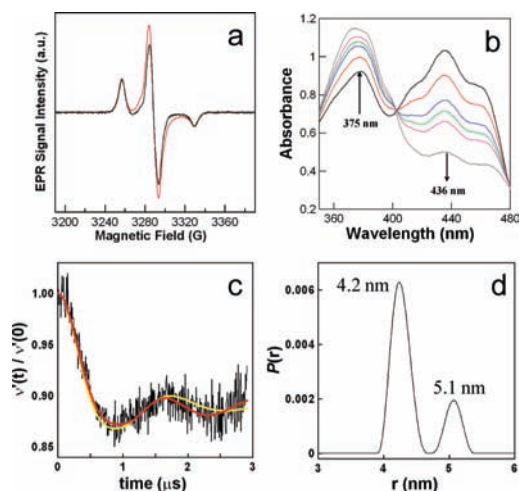 a
EPR Signal Intensity (a.u.)
3200 3240 3280 3320 3360
Magnetic Field (G)
b
Absorbance
1.2
1
0.8
0.6
0.4
0.2
375 nm
436 nm
360 400 440 480
Wavelength (nm)
c
ν'(t) / ν'(0)
1.00
0.95
0.90
0.85
0 1 2 3
time (μs)
d
P(r)
0.006
0.004
0.002
0.000
4.2 nm
5.1 nm
3 4 5 6
r (nm)